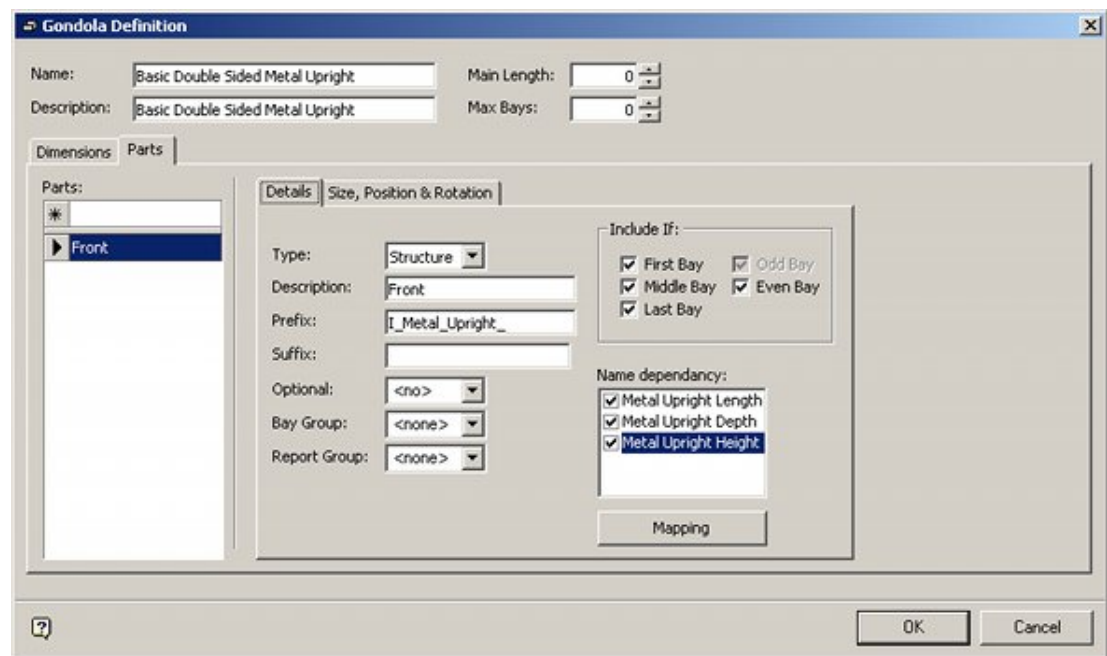 Gondola Definition
Name: Basic Double Sided Metal Upright Main Length: 0
Description: Basic Double Sided Metal Upright Max Bays: 0
Dimensions Parts
Parts:
Front
Details Size, Position & Rotation
Type: Structure
Description: Front
Prefix: I_Metal_Upright_
Suffix:
Optional: <no>
Bay Group: <none>
Report Group: <none>
Include If:
First Bay Odd Bay
Middle Bay Even Bay
Last Bay
Name dependancy:
Metal Upright Length
Metal Upright Depth
Metal Upright Height
Mapping
OK Cancel